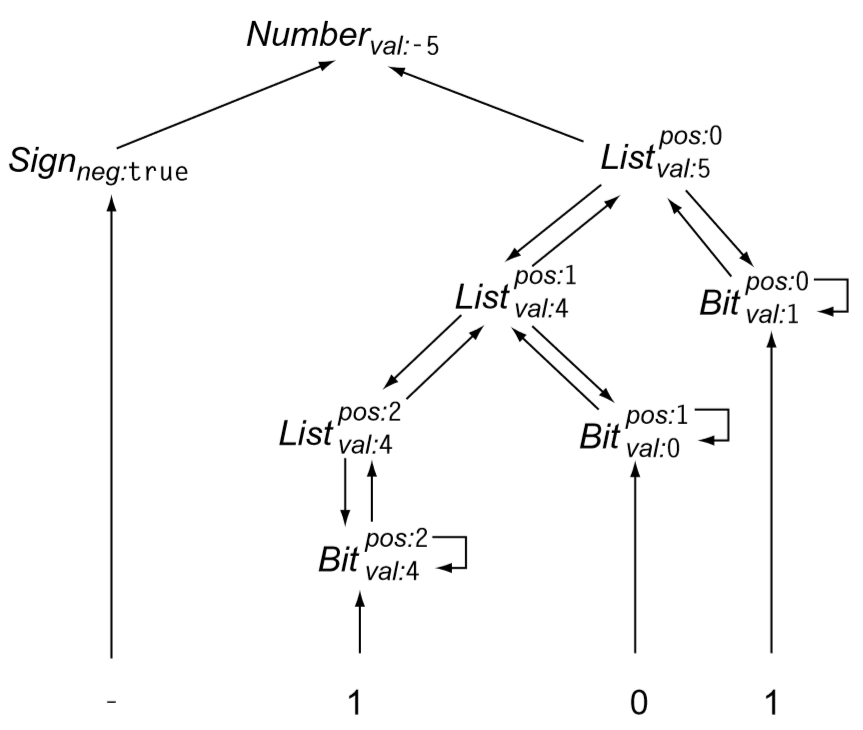 Number val:-5
Sign neg:true
List pos:0 val:5
List pos:1 val:4
Bit pos:0 val:1
List pos:2 val:4
Bit pos:1 val:0
Bit pos:2 val:4
- 1 0 1